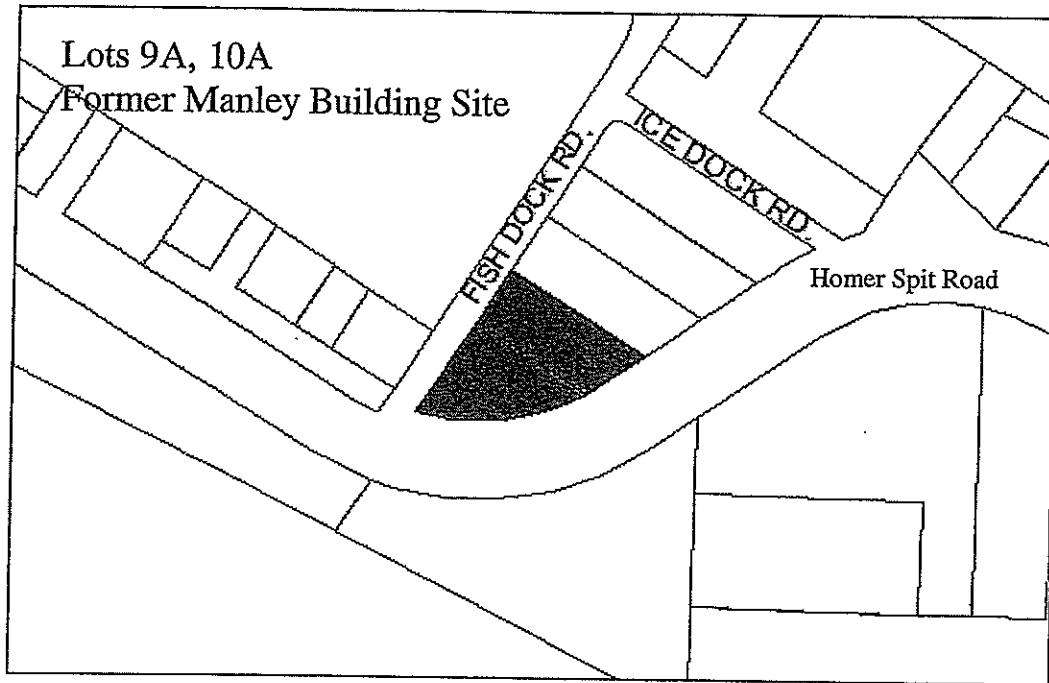 Lots 9A, 10A
Former Manley Building Site
FISH DOCK RD.
ICE DOCK RD.
Homer Spit Road